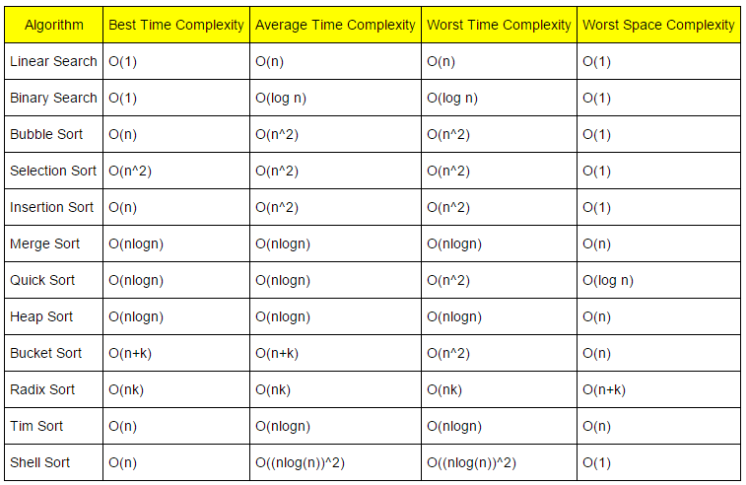 Algorithm Best Time Complexity Average Time Complexity Worst Time Complexity Worst Space Complexity
Linear Search O(1) O(n) O(n) O(1)
Binary Search O(1) O(log n) O(log n) O(1)
Bubble Sort O(n) O(n^2) O(n^2) O(1)
Selection Sort O(n^2) O(n^2) O(n^2) O(1)
Insertion Sort O(n) O(n^2) O(n^2) O(1)
Merge Sort O(nlogn) O(nlogn) O(nlogn) O(n)
Quick Sort O(nlogn) O(nlogn) O(n^2) O(log n)
Heap Sort O(nlogn) O(nlogn) O(nlogn) O(n)
Bucket Sort O(n+k) O(n+k) O(n^2) O(n)
Radix Sort O(nk) O(nk) O(nk) O(n+k)
Tim Sort O(n) O(nlogn) O(nlogn) O(n)
Shell Sort O(n) O((nlog(n))^2) O((nlog(n))^2) O(1)